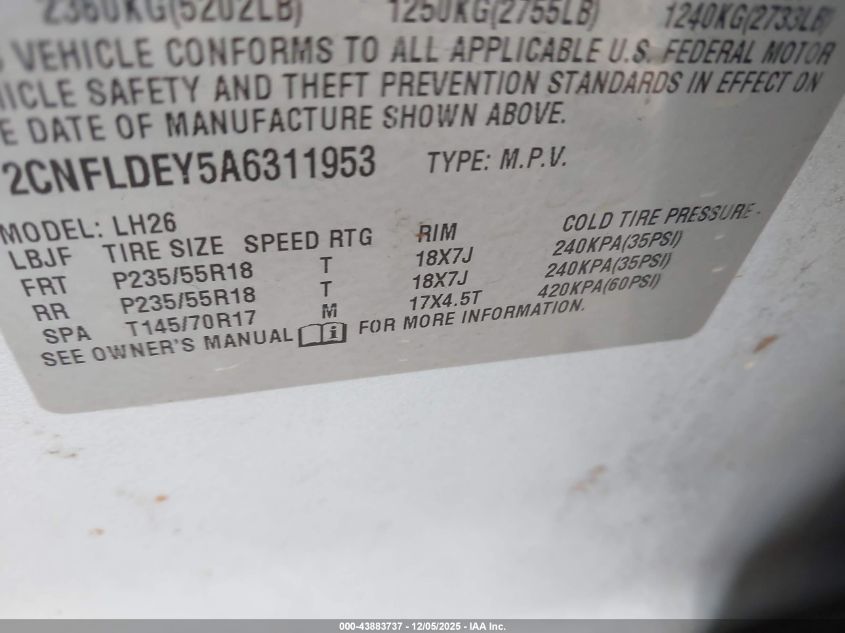 2360KG(5202LB) 1250KG(2755LB) 1240KG(2733LB)
VEHICLE CONFORMS TO ALL APPLICABLE U.S. FEDERAL MOTOR
HICLE SAFETY AND THEFT PREVENTION STANDARDS IN EFFECT ON
E DATE OF MANUFACTURE SHOWN ABOVE.
2CNFLDEY5A6311953 TYPE: M.P.V.
MODEL: LH26
LBJF TIRE SIZE SPEED RTG RIM COLD TIRE PRESSURE
FRT P235/55R18 T 18X7J 240KPA(35PSI)
RR P235/55R18 T 18X7J 240KPA(35PSI)
SPA T145/70R17 M 17X4.5T 420KPA(60PSI)
SEE OWNER'S MANUAL FOR MORE INFORMATION.
000-43883737 - 12/05/2025 - IAA Inc.